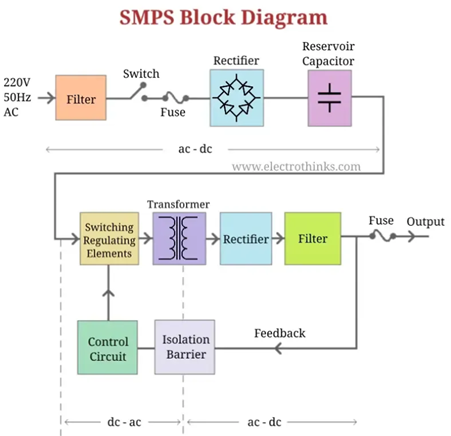 SMPS Block Diagram
220V
50Hz
AC
Filter
Switch
Fuse
Rectifier
Reservoir
Capacitor
ac - dc
www.electrothinks.com
Switching
Regulating
Elements
Transformer
Rectifier
Filter
Fuse
Output
Control
Circuit
Isolation
Barrier
Feedback
dc - ac
ac - dc